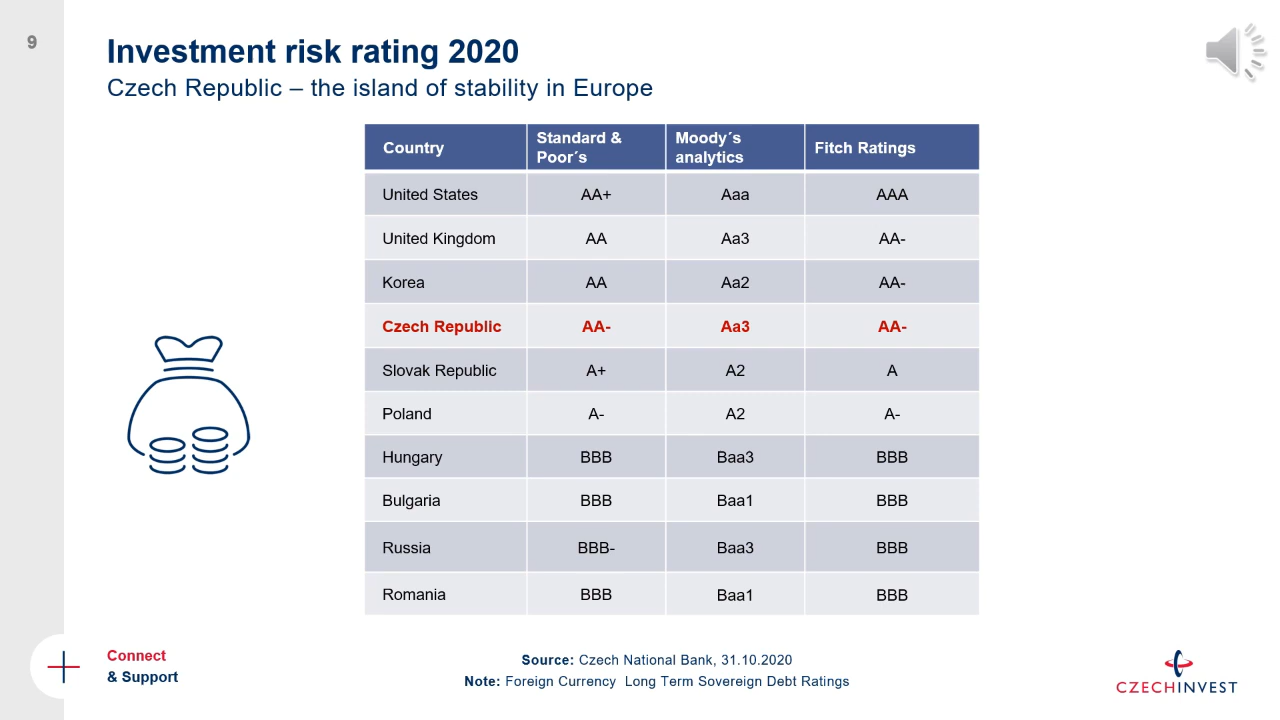 9
Investment risk rating 2020
Czech Republic – the island of stability in Europe
Country Standard & Poor´s Moody´s analytics Fitch Ratings
United States AA+ Aaa AAA
United Kingdom AA Aa3 AA-
Korea AA Aa2 AA-
Czech Republic AA- Aa3 AA-
Slovak Republic A+ A2 A
Poland A- A2 A-
Hungary BBB Baa3 BBB
Bulgaria BBB Baa1 BBB
Russia BBB- Baa3 BBB
Romania BBB Baa1 BBB
Connect
& Support
Source: Czech National Bank, 31.10.2020
Note: Foreign Currency Long Term Sovereign Debt Ratings
CZECHINVEST